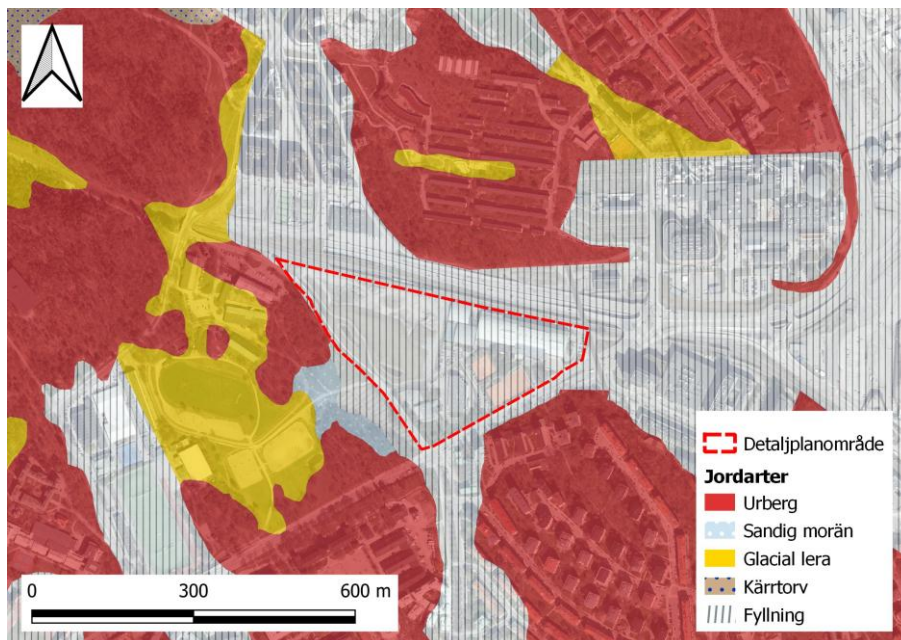 Detaljplanområde
Jordarter
Urberg
Sandig morän
Glacial lera
Kärrtorv
Fyllning
0 300 600 m